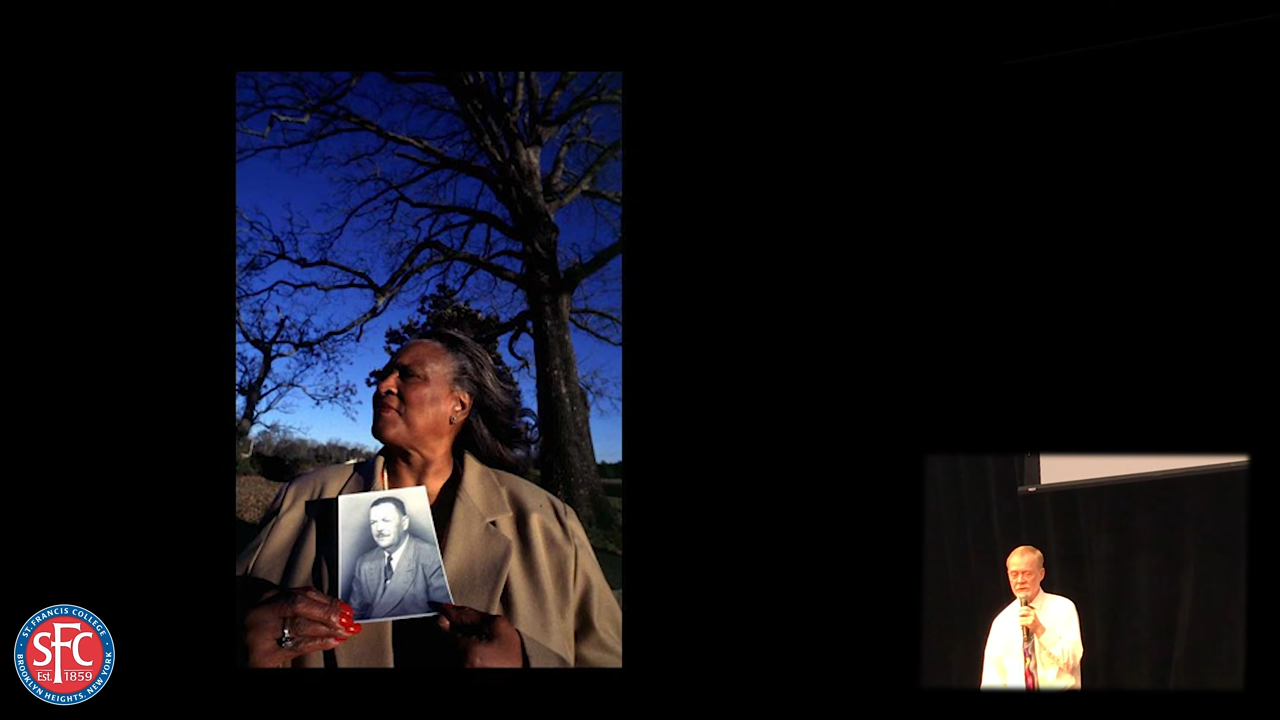 ST. FRANCIS COLLEGE
SFC
Est. 1859
BROOKLYN HEIGHTS, NEW YORK